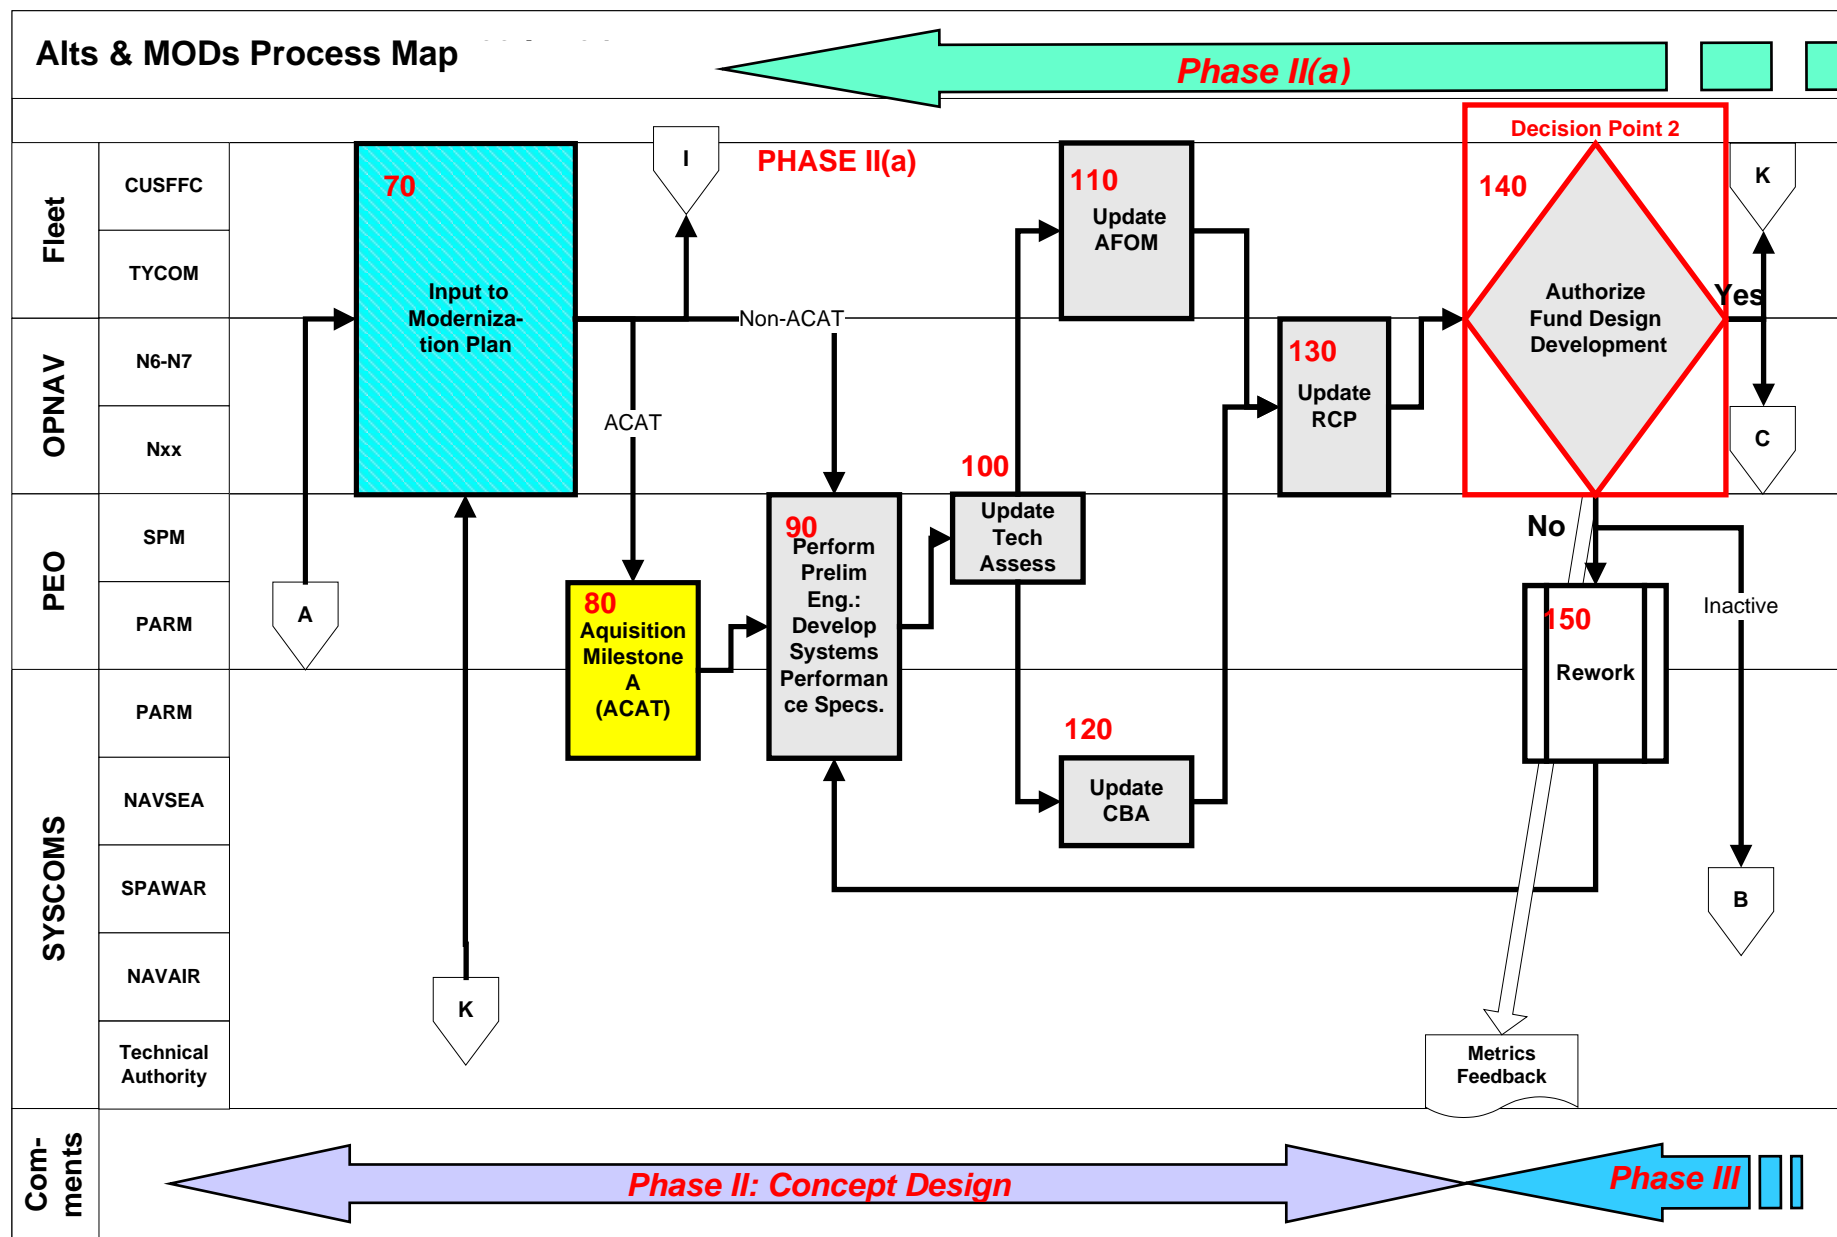 Alts & MODs Process Map
Phase II(a)
Decision Point 2
Fleet
CUSFFC
TYCOM
OPNAV
N6-N7
Nxx
PEO
SPM
PARM
SYSCOMS
PARM
NAVSEA
SPAWAR
NAVAIR
Technical
Authority
Com-
ments
70
Input to
Moderniza-
tion Plan
I
PHASE II(a)
Non-ACAT
ACAT
A
K
80
Aquisition
Milestone
A
(ACAT)
90
Perform
Prelim
Eng.:
Develop
Systems
Performan
ce Specs.
100
Update
Tech
Assess
110
Update
AFOM
120
Update
CBA
130
Update
RCP
140
Authorize
Fund Design
Development
Yes
K
C
No
Inactive
150
Rework
B
Metrics
Feedback
Phase II: Concept Design
Phase III